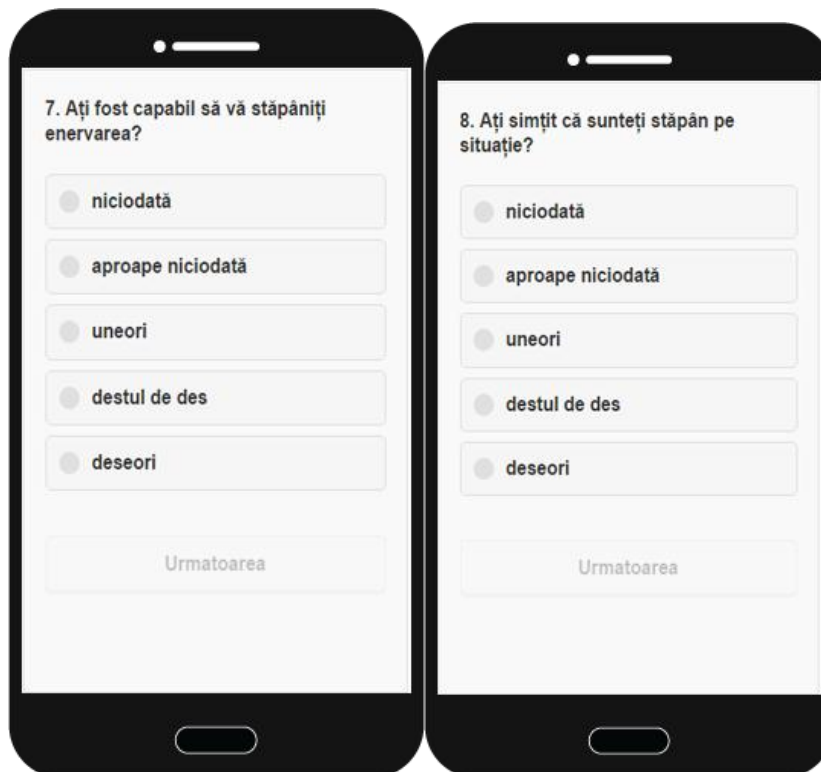 7. Ați fost capabil să vă stăpâniți
enervarea?
niciodată
aproape niciodată
uneori
destul de des
deseori
Urmatoarea
8. Ați simțit că sunteți stăpân pe
situație?
niciodată
aproape niciodată
uneori
destul de des
deseori
Urmatoarea